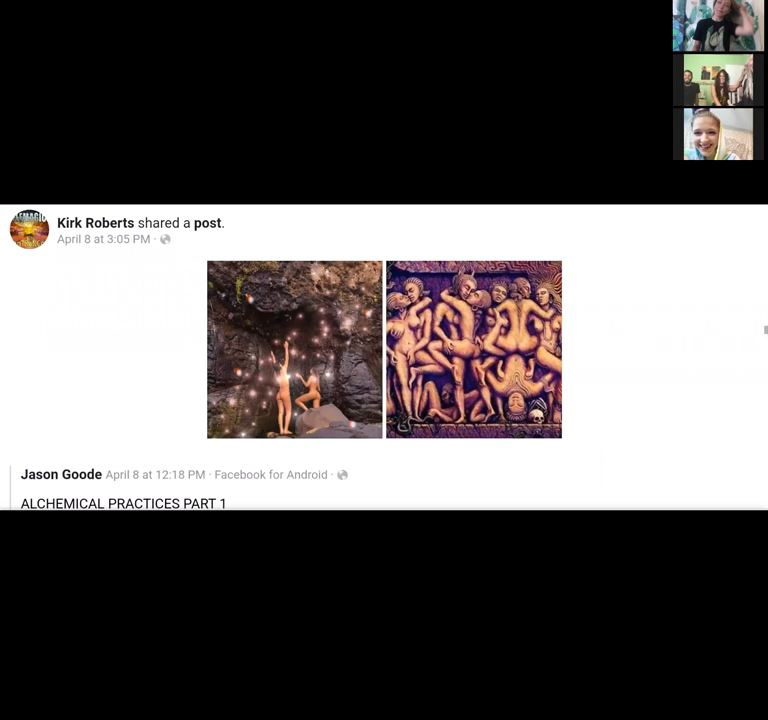 Kirk Roberts shared a post.
April 8 at 3:05 PM ·
Jason Goode April 8 at 12:18 PM · Facebook for Android ·
ALCHEMICAL PRACTICES PART 1